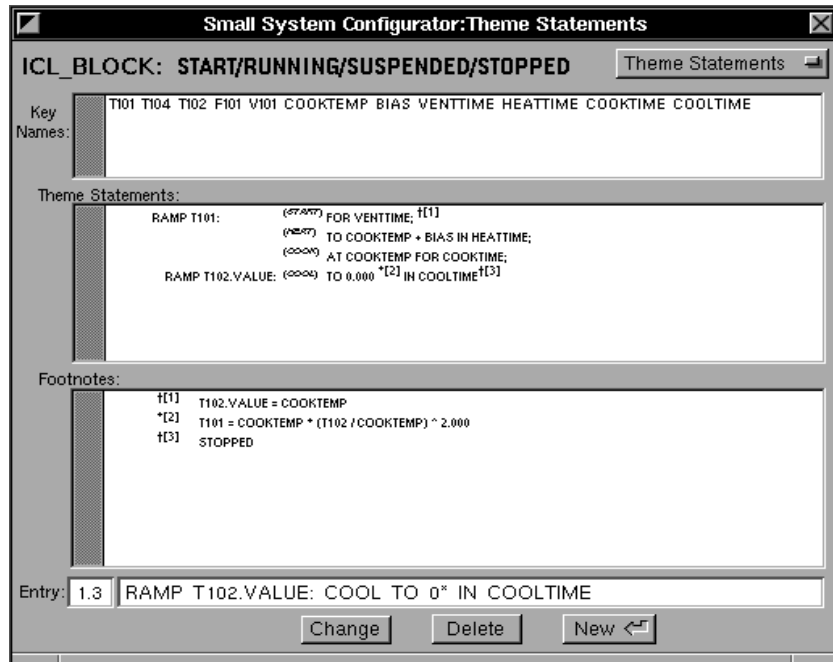 Small System Configurator:Theme Statements
ICL_BLOCK: START/RUNNING/SUSPENDED/STOPPED Theme Statements
Key Names: T101 T104 T102 F101 V101 COOKTEMP BIAS VENTTIME HEATTIME COOKTIME COOLTIME
Theme Statements:
RAMP T101: (START) FOR VENTTIME; †[1]
(HEAT) TO COOKTEMP + BIAS IN HEATTIME;
(COOK) AT COOKTEMP FOR COOKTIME;
RAMP T102.VALUE: (COOL) TO 0.000 *[2] IN COOLTIME†[3]
Footnotes:
†[1] T102.VALUE = COOKTEMP
*[2] T101 = COOKTEMP * (T102 / COOKTEMP) ^ 2.000
†[3] STOPPED
Entry: 1.3 RAMP T102.VALUE: COOL TO 0* IN COOLTIME
Change Delete New